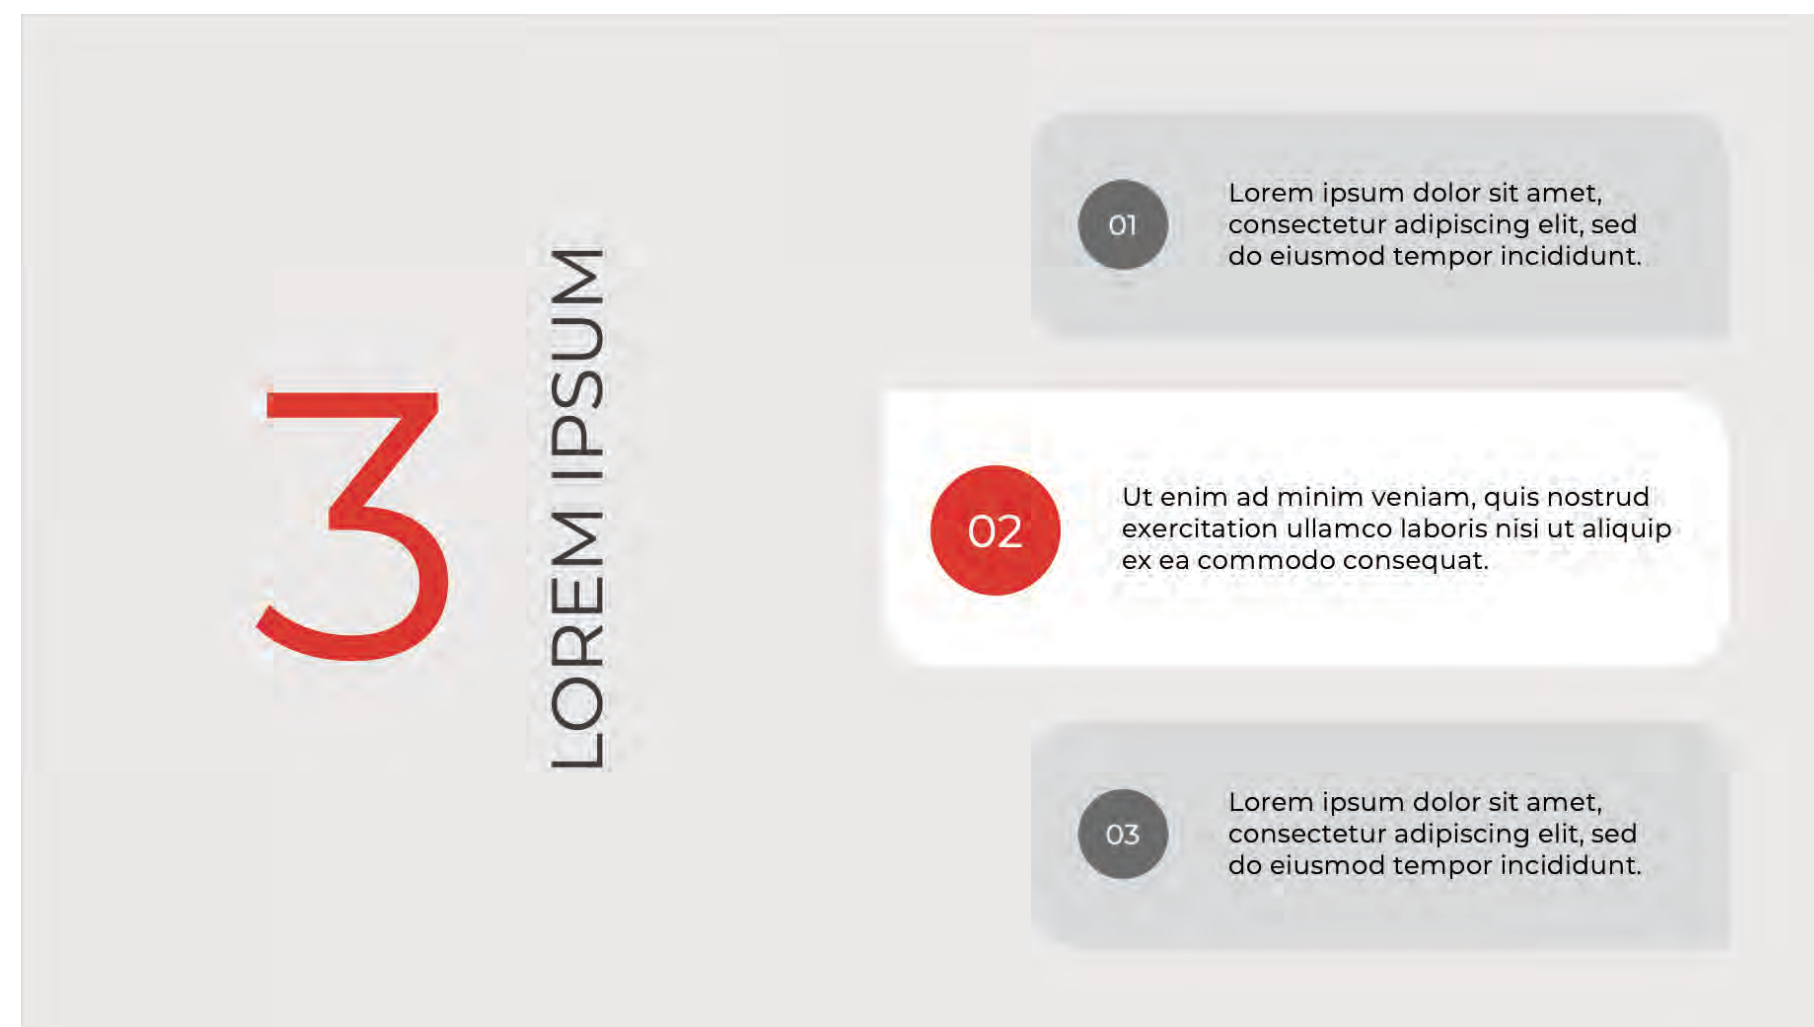 3
LOREM IPSUM
01
Lorem ipsum dolor sit amet,
consectetur adipiscing elit, sed
do eiusmod tempor incididunt.
02
Ut enim ad minim veniam, quis nostrud
exercitation ullamco laboris nisi ut aliquip
ex ea commodo consequat.
03
Lorem ipsum dolor sit amet,
consectetur adipiscing elit, sed
do eiusmod tempor incididunt.